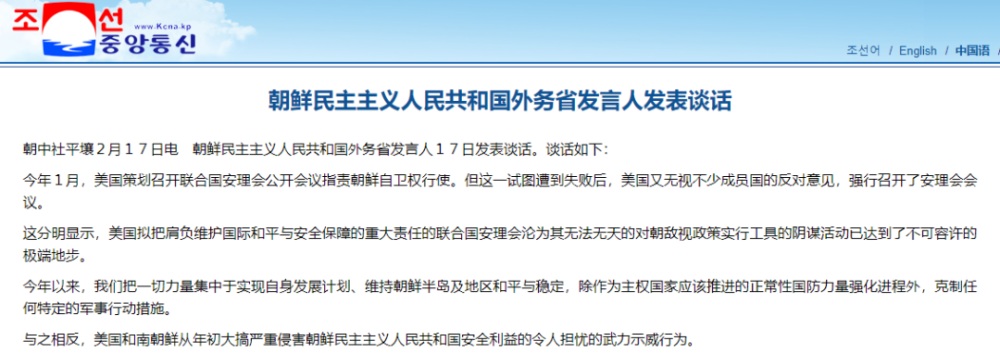 조선
www.Kcna.kp
중앙통신
조선어 / English / 中国语 /
朝鲜民主主义人民共和国外务省发言人发表谈话
朝中社平壤２月１７日电　朝鲜民主主义人民共和国外务省发言人１７日发表谈话。谈话如下：
今年１月，美国策划召开联合国安理会公开会议指责朝鲜自卫权行使。但这一试图遭到失败后，美国又无视不少成员国的反对意见，强行召开了安理会会
议。
这分明显示，美国拟把肩负维护国际和平与安全保障的重大责任的联合国安理会沦为其无法无天的对朝敌视政策实行工具的阴谋活动已达到了不可容许的
极端地步。
今年以来，我们把一切力量集中于实现自身发展计划、维持朝鲜半岛及地区和平与稳定，除作为主权国家应该推进的正常性国防力量强化进程外，克制任
何特定的军事行动措施。
与之相反，美国和南朝鲜从年初大搞严重侵害朝鲜民主主义人民共和国安全利益的令人担忧的武力示威行为。